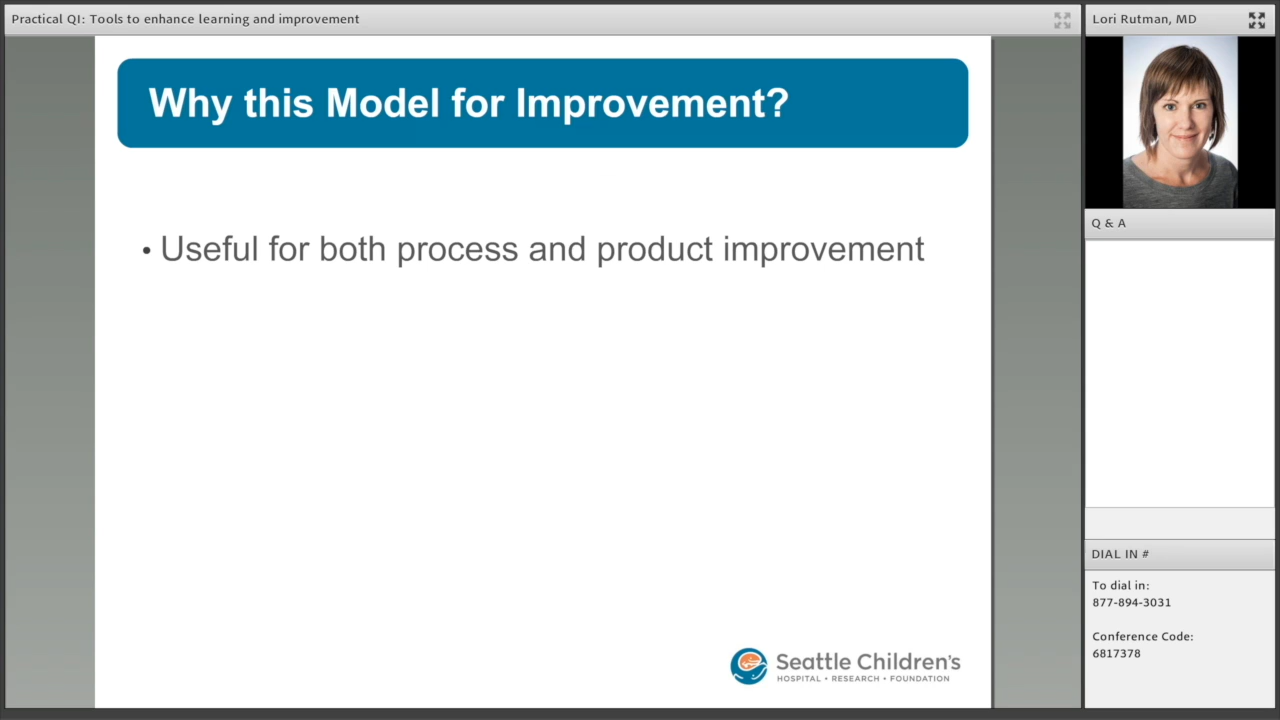 Practical QI: Tools to enhance learning and improvement
Why this Model for Improvement?
• Useful for both process and product improvement
Seattle Children's
HOSPITAL • RESEARCH • FOUNDATION
Lori Rutman, MD
Q & A
DIAL IN #
To dial in:
877-894-3031
Conference Code:
6817378